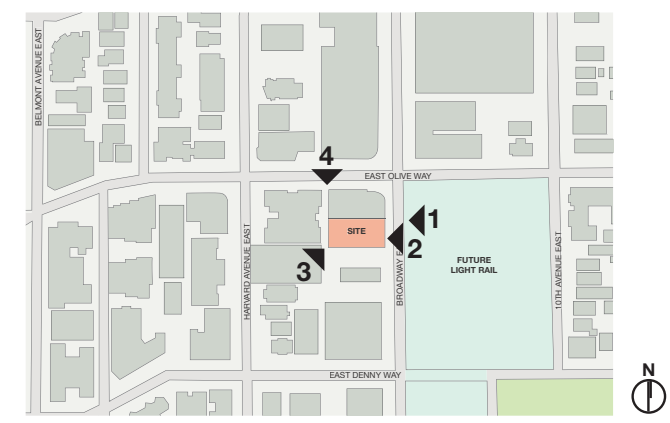 BELMONT AVENUE EAST
4
EAST OLIVE WAY
1
SITE
2
HARVARD AVENUE EAST
3
BROADWAY E
FUTURE
LIGHT RAIL
10TH AVENUE EAST
N
EAST DENNY WAY